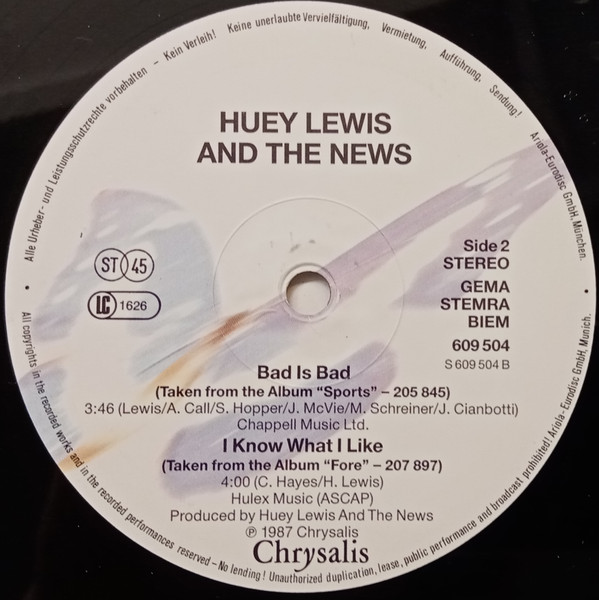 Alle Urheber- und Leistungsschutzrechte vorbehalten – Kein Verleih! Keine unerlaubte Vervielfältigung, Vermietung, Aufführung, Sendung! Ariola-Eurodisc GmbH, München.
HUEY LEWIS
AND THE NEWS
ST 45
LC 1626
Side 2
STEREO
GEMA
STEMRA
BIEM
609 504
S 609 504 B
Bad Is Bad
(Taken from the Album “Sports” – 205 845)
3:46 (Lewis/A. Call/S. Hopper/J. McVie/M. Schreiner/J. Cianbotti)
Chappell Music Ltd.
I Know What I Like
(Taken from the Album “Fore” – 207 897)
4:00 (C. Hayes/H. Lewis)
Hulex Music (ASCAP)
Produced by Huey Lewis And The News
℗ 1987 Chrysalis
Chrysalis
All copyrights in the recorded works and in the recorded performances reserved – No lending! Unauthorized duplication, lease, public performance and broadcast prohibited! Ariola-Eurodisc GmbH, Munich.